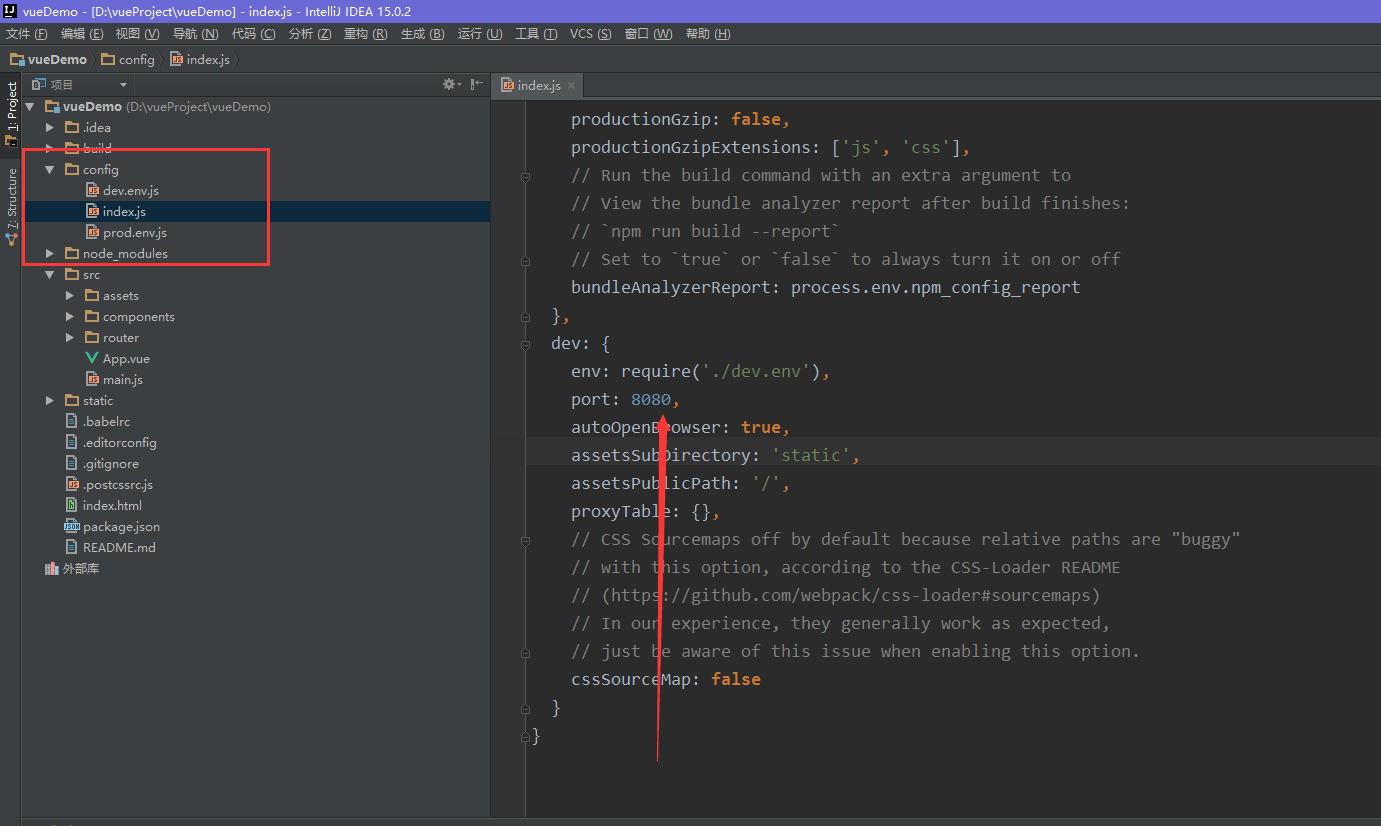 vueDemo - [D:\vueProject\vueDemo] - index.js - IntelliJ IDEA 15.0.2
文件 (F) 编辑 (E) 视图 (V) 导航 (N) 代码 (C) 分析 (Z) 重构 (R) 生成 (B) 运行 (U) 工具 (T) VCS (S) 窗口 (W) 帮助 (H)
vueDemo config index.js
1: Project
7: Structure
项目
vueDemo (D:\vueProject\vueDemo)
.idea
build
config
dev.env.js
index.js
prod.env.js
node_modules
src
assets
components
router
App.vue
main.js
static
.babelrc
.editorconfig
.gitignore
.postcssrc.js
index.html
package.json
README.md
外部库
index.js
productionGzip: false,
productionGzipExtensions: ['js', 'css'],
// Run the build command with an extra argument to
// View the bundle analyzer report after build finishes:
// `npm run build --report`
// Set to `true` or `false` to always turn it on or off
bundleAnalyzerReport: process.env.npm_config_report
},
dev: {
env: require('./dev.env'),
port: 8080,
autoOpenBrowser: true,
assetsSubDirectory: 'static',
assetsPublicPath: '/',
proxyTable: {},
// CSS Sourcemaps off by default because relative paths are "buggy"
// with this option, according to the CSS-Loader README
// (https://github.com/webpack/css-loader#sourcemaps)
// In our experience, they generally work as expected,
// just be aware of this issue when enabling this option.
cssSourceMap: false
}
}